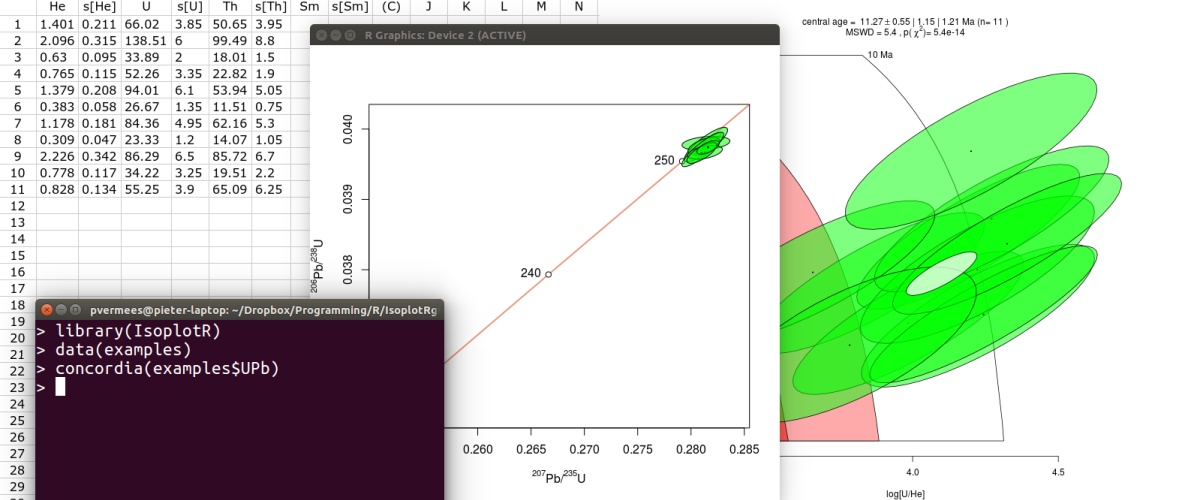 He s[He] U s[U] Th s[Th] Sm s[Sm] (C) J K L M N
1 1.401 0.211 66.02 3.85 50.65 3.95
2 2.096 0.315 138.51 6 99.49 8.8
3 0.63 0.095 33.89 2 18.01 1.5
4 0.765 0.115 52.26 3.35 22.82 1.9
5 1.379 0.208 94.01 6.1 53.94 5.05
6 0.383 0.058 26.67 1.35 11.51 0.75
7 1.178 0.181 84.36 4.95 62.16 5.3
8 0.309 0.047 23.33 1.2 14.07 1.05
9 2.226 0.342 86.29 6.5 85.72 6.7
10 0.778 0.117 34.22 3.25 19.51 2.2
11 0.828 0.134 55.25 3.9 65.09 6.25
12
13
14
15
16
17
18
19
20
21
22
23
24
25
26
27
28
29
R Graphics: Device 2 (ACTIVE)
0.040
0.039
0.038
²⁰⁶Pb/²³⁸U
250
240
0.260 0.265 0.270 0.275 0.280 0.285
²⁰⁷Pb/²³⁵U
pvermees@pieter-laptop: ~/Dropbox/Programming/R/IsoplotRg
> library(IsoplotR)
> data(examples)
> concordia(examples$UPb)
>
central age = 11.27 ± 0.55 | 1.15 | 1.21 Ma (n= 11 )
MSWD = 5.4 , p( χ²)= 5.4e-14
10 Ma
4.0 4.5
log[U/He]